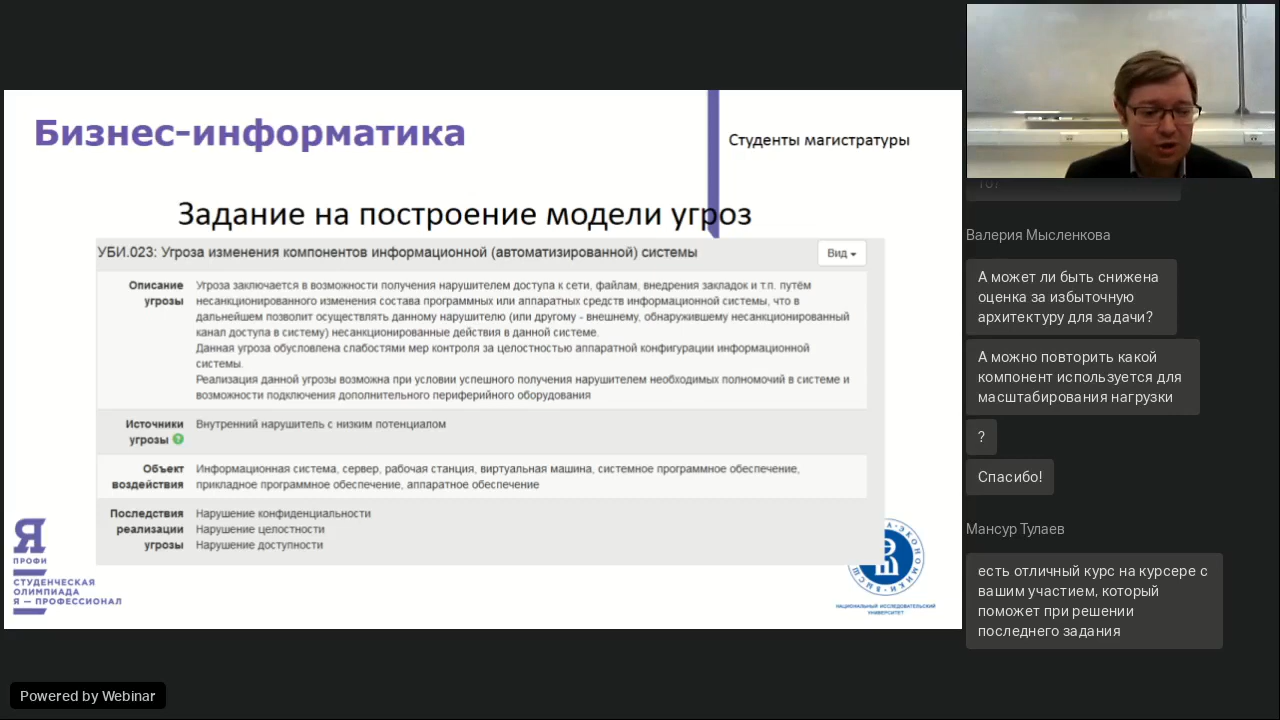 Бизнес-информатика
Студенты магистратуры
Задание на построение модели угроз
УБИ.023: Угроза изменения компонентов информационной (автоматизированной) системы
Вид
Описание угрозы
Угроза заключается в возможности получения нарушителем доступа к сети, файлам, внедрения закладок и т.п. путём
несанкционированного изменения состава программных или аппаратных средств информационной системы, что в
дальнейшем позволит осуществлять данному нарушителю (или другому - внешнему, обнаружившему несанкционированный
канал доступа в систему) несанкционированные действия в данной системе.
Данная угроза обусловлена слабостями мер контроля за целостностью аппаратной конфигурации информационной
системы.
Реализация данной угрозы возможна при условии успешного получения нарушителем необходимых полномочий в системе и
возможности подключения дополнительного периферийного оборудования
Источники угрозы ?
Внутренний нарушитель с низким потенциалом
Объект воздействия
Информационная система, сервер, рабочая станция, виртуальная машина, системное программное обеспечение,
прикладное программное обеспечение, аппаратное обеспечение
Последствия реализации угрозы
Нарушение конфиденциальности
Нарушение целостности
Нарушение доступности
Я
ПРОФИ
СТУДЕНЧЕСКАЯ
ОЛИМПИАДА
Я — ПРОФЕССИОНАЛ
НАЦИОНАЛЬНЫЙ ИССЛЕДОВАТЕЛЬСКИЙ
УНИВЕРСИТЕТ
Powered by Webinar
Валерия Мысленкова
А может ли быть снижена
оценка за избыточную
архитектуру для задачи?
А можно повторить какой
компонент используется для
масштабирования нагрузки
?
Спасибо!
Мансур Тулаев
есть отличный курс на курсере с
вашим участием, который
поможет при решении
последнего задания